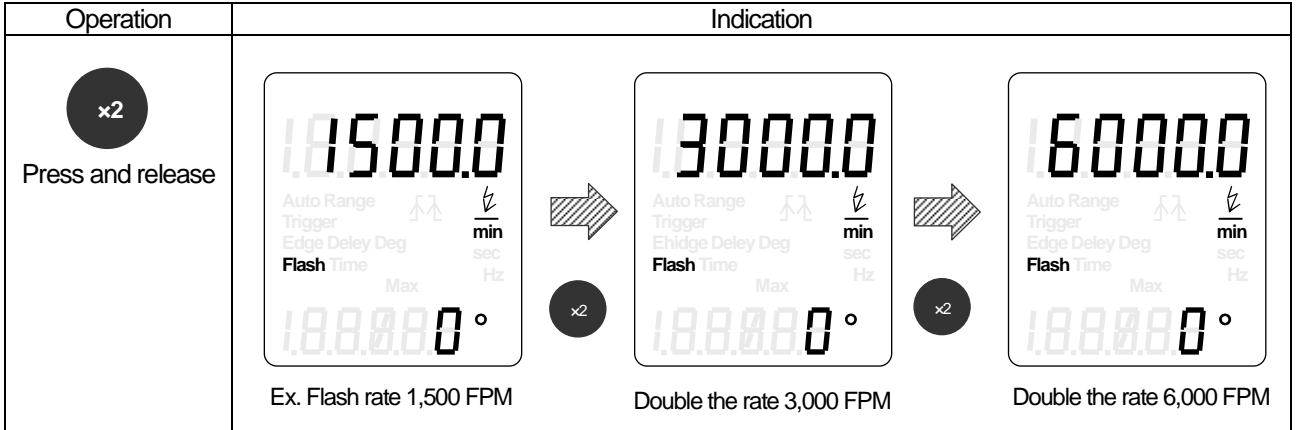 Operation
Indication
×2
Press and release
1500.0
Auto Range
Trigger
min
Edge Deley Deg
sec
Flash Time
Hz
Max
0°
Ex. Flash rate 1,500 FPM
×2
3000.0
Auto Range
Trigger
min
Ehidge Deley Deg
sec
Flash Time
Hz
Max
0°
Double the rate 3,000 FPM
×2
6000.0
Auto Range
Trigger
min
Edge Deley Deg
sec
Flash Time
Hz
Max
0°
Double the rate 6,000 FPM